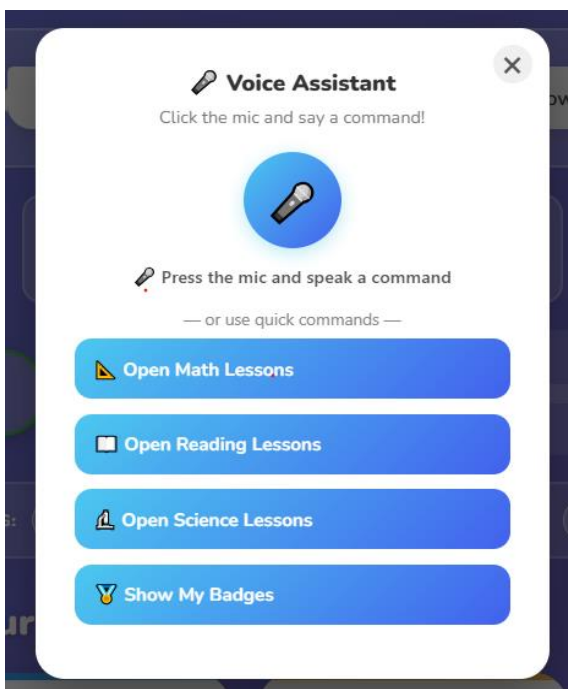 Voice Assistant
Click the mic and say a command!
Press the mic and speak a command
— or use quick commands —
Open Math Lessons
Open Reading Lessons
Open Science Lessons
Show My Badges